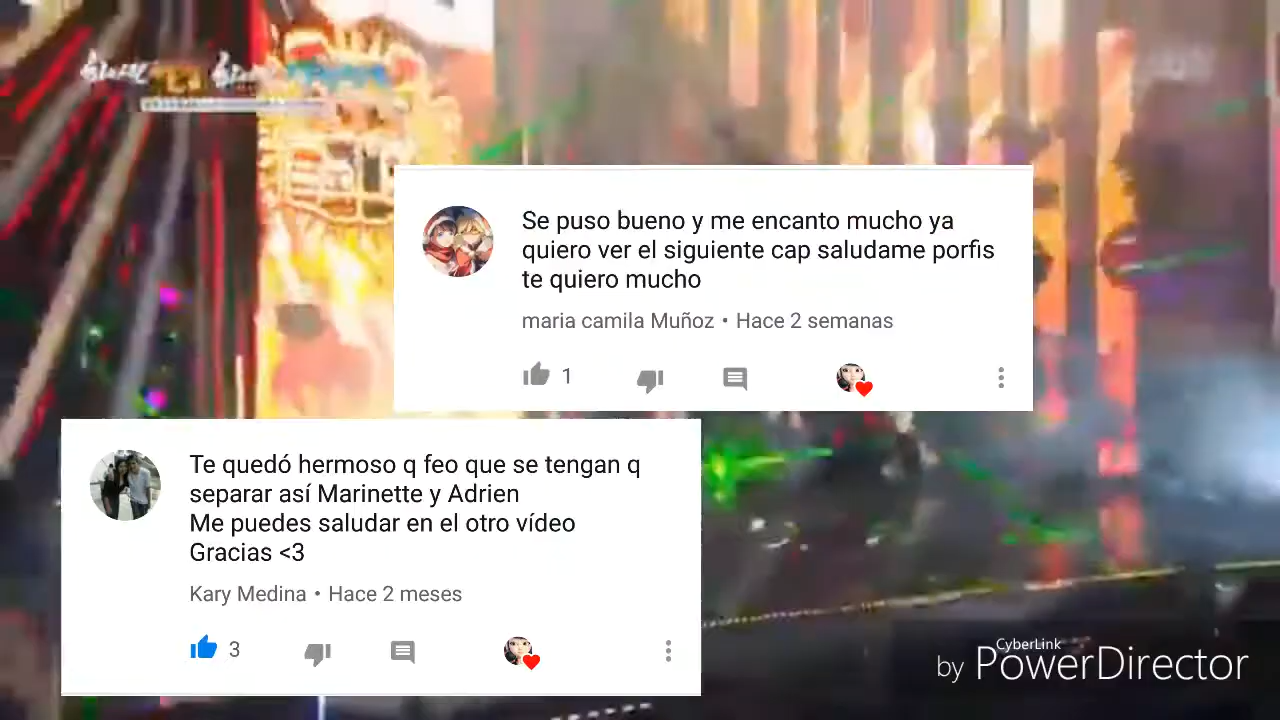 Se puso bueno y me encanto mucho ya
quiero ver el siguiente cap saludame porfis
te quiero mucho
maria camila Muñoz • Hace 2 semanas
1
Te quedó hermoso q feo que se tengan q
separar así Marinette y Adrien
Me puedes saludar en el otro vídeo
Gracias <3
Kary Medina • Hace 2 meses
3
CyberLink
by PowerDirector